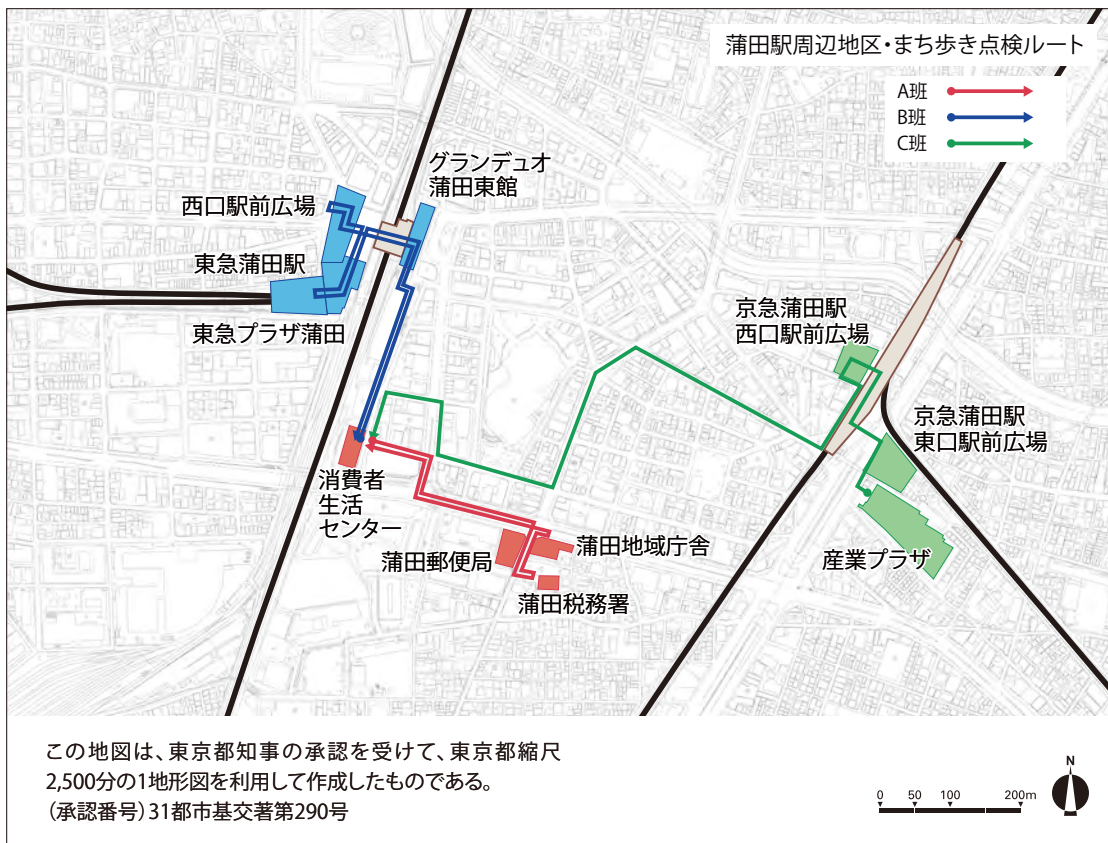 蒲田駅周辺地区・まち歩き点検ルート
A班
B班
C班
グランデュオ
蒲田東館
西口駅前広場
東急蒲田駅
東急プラザ蒲田
京急蒲田駅
西口駅前広場
京急蒲田駅
東口駅前広場
消費者
生活
センター
蒲田郵便局
蒲田地域庁舎
蒲田税務署
産業プラザ
この地図は、東京都知事の承認を受けて、東京都縮尺
2,500分の1地形図を利用して作成したものである。
(承認番号)31都市基交著第290号
0 50 100 200m
N